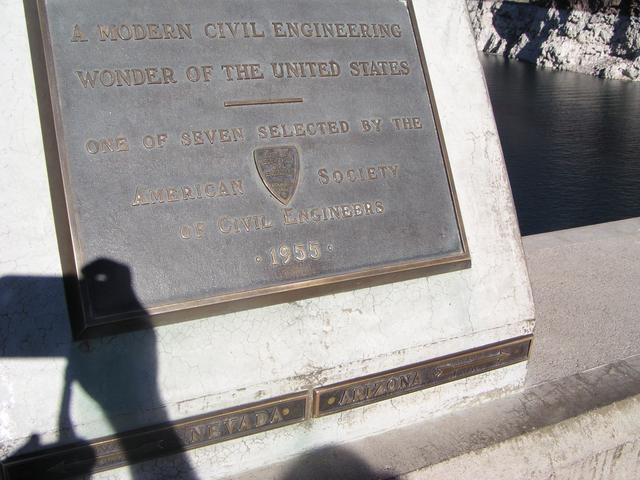 A MODERN CIVIL ENGINEERING
WONDER OF THE UNITED STATES
ONE OF SEVEN SELECTED BY THE
AMERICAN SOCIETY
OF CIVIL ENGINEERS
· 1955 ·
NEVADA
ARIZONA